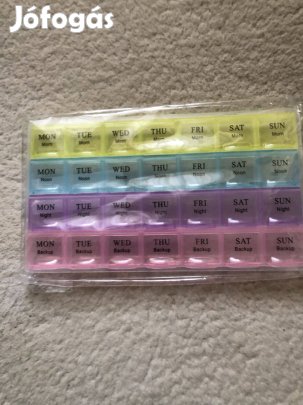 Jófogás
MON TUE WED THU FRI SAT SUN
Morn Morn Morn Morn Morn Morn Morn
MON TUE WED THU FRI SAT SUN
Noon Noon Noon Noon Noon Noon Noon
MON TUE WED THU FRI SAT SUN
Night Night Night Night Night Night Night
MON TUE WED THU FRI SAT SUN
Backup Backup Backup Backup Backup Backup Backup